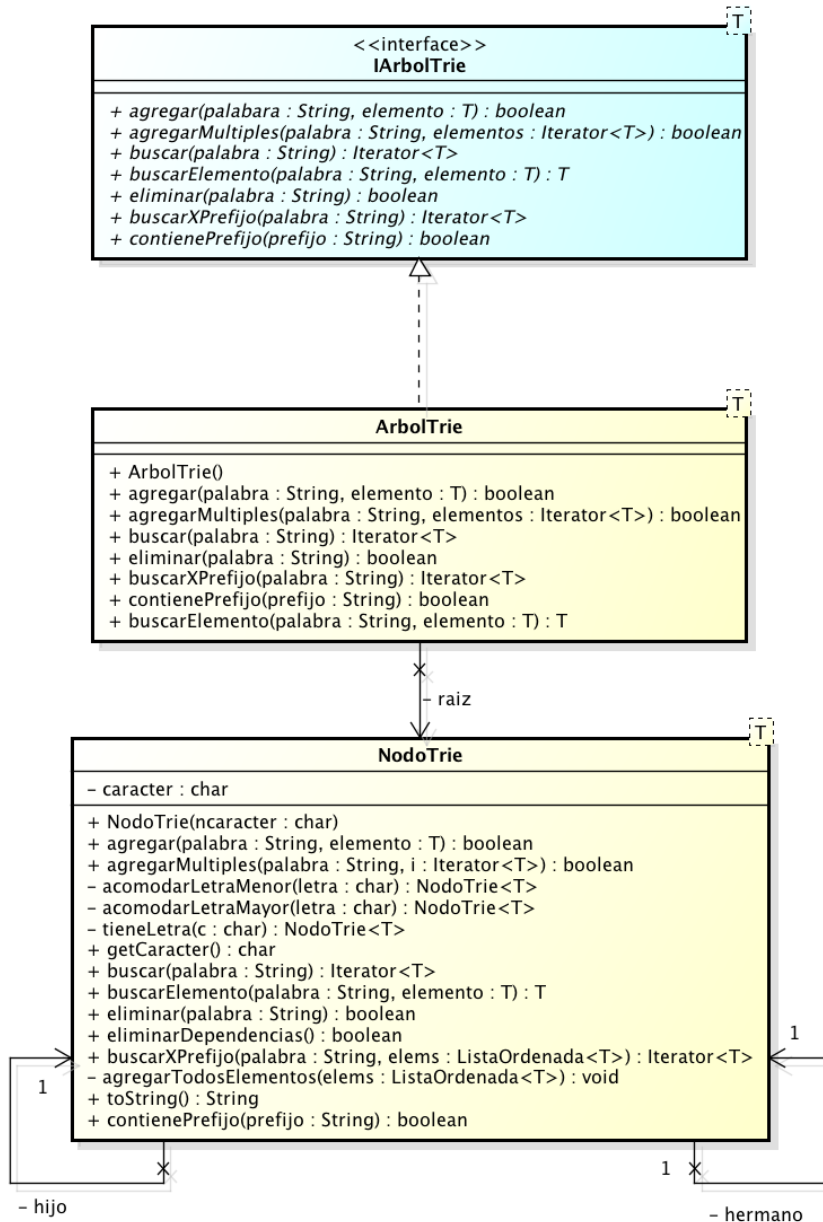 T
<<interface>>
IArbolTrie
+ agregar(palabara : String, elemento : T) : boolean
+ agregarMultiples(palabra : String, elementos : Iterator<T>) : boolean
+ buscar(palabra : String) : Iterator<T>
+ buscarElemento(palabra : String, elemento : T) : T
+ eliminar(palabra : String) : boolean
+ buscarXPrefijo(palabra : String) : Iterator<T>
+ contienePrefijo(prefijo : String) : boolean
T
ArbolTrie
+ ArbolTrie()
+ agregar(palabra : String, elemento : T) : boolean
+ agregarMultiples(palabra : String, elementos : Iterator<T>) : boolean
+ buscar(palabra : String) : Iterator<T>
+ eliminar(palabra : String) : boolean
+ buscarXPrefijo(palabra : String) : Iterator<T>
+ contienePrefijo(prefijo : String) : boolean
+ buscarElemento(palabra : String, elemento : T) : T
- raiz
T
NodoTrie
- caracter : char
+ NodoTrie(ncaracter : char)
+ agregar(palabra : String, elemento : T) : boolean
+ agregarMultiples(palabra : String, i : Iterator<T>) : boolean
- acomodarLetraMenor(letra : char) : NodoTrie<T>
- acomodarLetraMayor(letra : char) : NodoTrie<T>
- tieneLetra(c : char) : NodoTrie<T>
+ getCaracter() : char
+ buscar(palabra : String) : Iterator<T>
+ buscarElemento(palabra : String, elemento : T) : T
+ eliminar(palabra : String) : boolean
+ eliminarDependencias() : boolean
+ buscarXPrefijo(palabra : String, elems : ListaOrdenada<T>) : Iterator<T>
- agregarTodosElementos(elems : ListaOrdenada<T>) : void
+ toString() : String
+ contienePrefijo(prefijo : String) : boolean
1
1
1
- hijo
- hermano